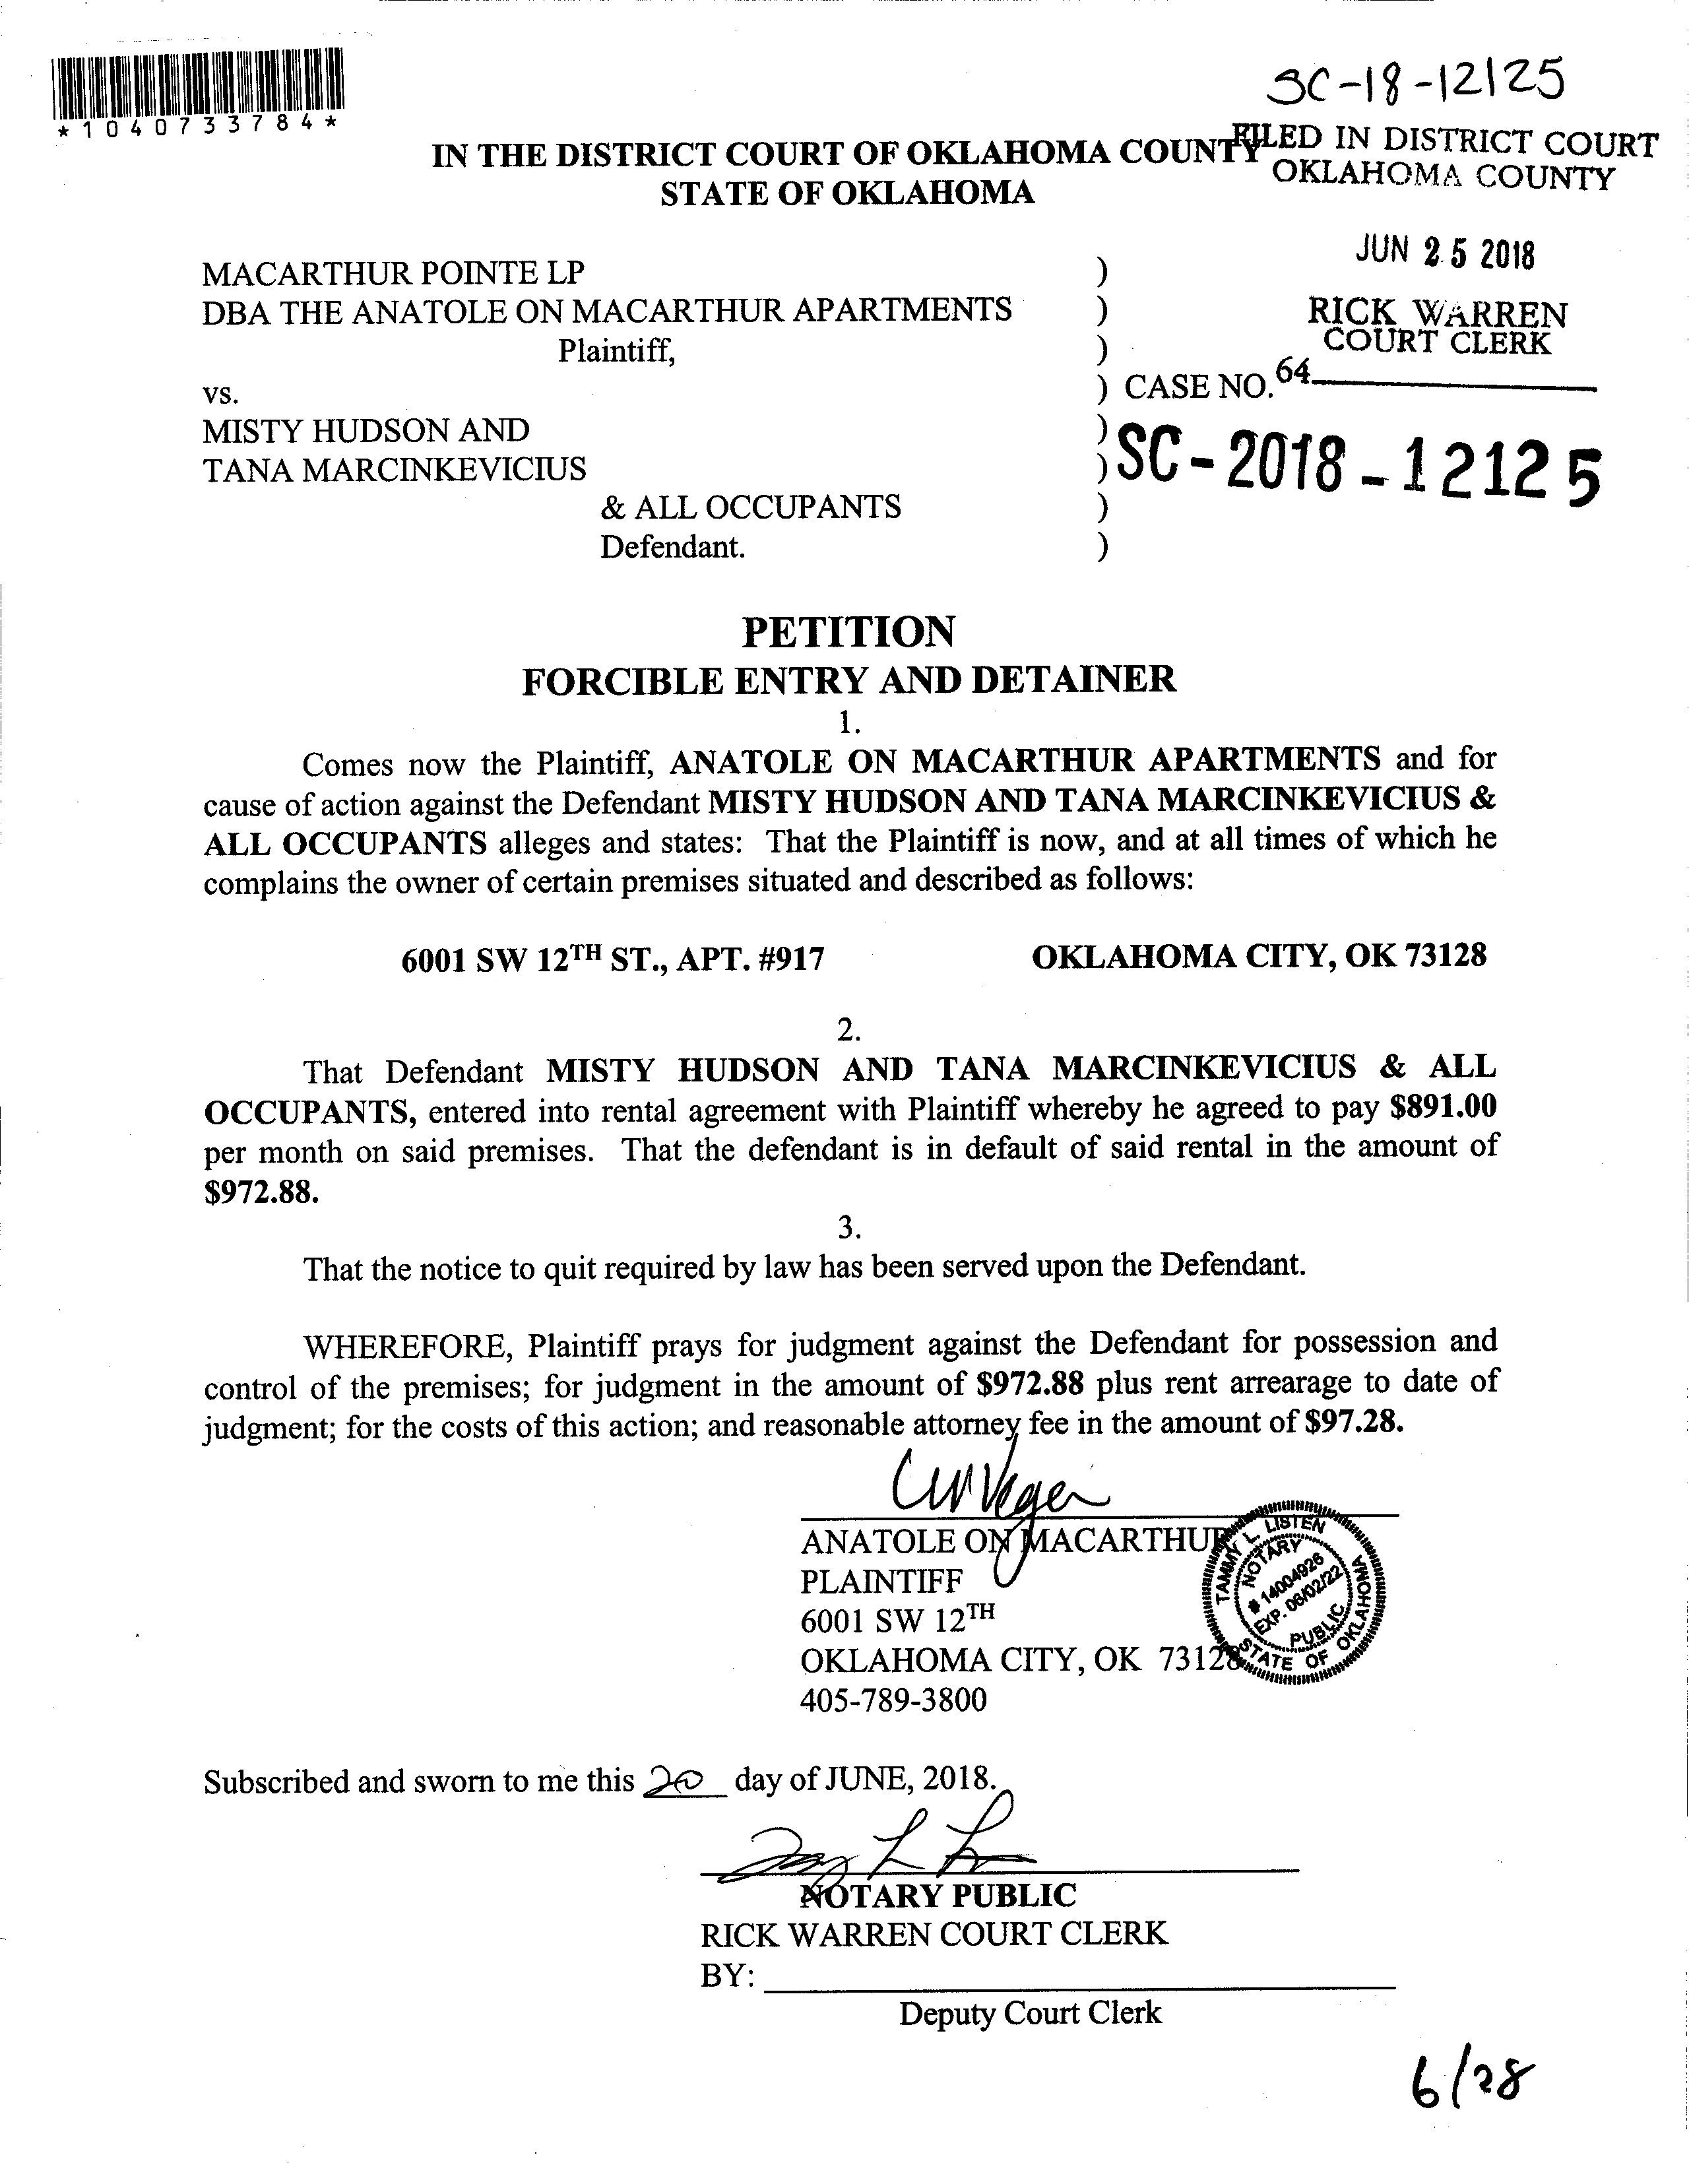 SC-18-12125
*1040733784*
IN THE DISTRICT COURT OF OKLAHOMA COUNTY
STATE OF OKLAHOMA
FILED IN DISTRICT COURT
OKLAHOMA COUNTY
JUN 25 2018
RICK WARREN
COURT CLERK
64
MACARTHUR POINTE LP )
DBA THE ANATOLE ON MACARTHUR APARTMENTS )
Plaintiff, )
vs. ) CASE NO.
MISTY HUDSON AND )
TANA MARCINKEVICIUS ) SC-2018-12125
& ALL OCCUPANTS )
Defendant. )
PETITION
FORCIBLE ENTRY AND DETAINER
1.
Comes now the Plaintiff, ANATOLE ON MACARTHUR APARTMENTS and for
cause of action against the Defendant MISTY HUDSON AND TANA MARCINKEVICIUS &
ALL OCCUPANTS alleges and states: That the Plaintiff is now, and at all times of which he
complains the owner of certain premises situated and described as follows:
6001 SW 12TH ST., APT. #917 OKLAHOMA CITY, OK 73128
2.
That Defendant MISTY HUDSON AND TANA MARCINKEVICIUS & ALL
OCCUPANTS, entered into rental agreement with Plaintiff whereby he agreed to pay $891.00
per month on said premises. That the defendant is in default of said rental in the amount of
$972.88.
3.
That the notice to quit required by law has been served upon the Defendant.
WHEREFORE, Plaintiff prays for judgment against the Defendant for possession and
control of the premises; for judgment in the amount of $972.88 plus rent arrearage to date of
judgment; for the costs of this action; and reasonable attorney fee in the amount of $97.28.
ANATOLE ON MACARTHUR
PLAINTIFF
6001 SW 12TH
OKLAHOMA CITY, OK 73128
405-789-3800
TAMMY L. LISTEN
NOTARY
# 14004926
EXP. 06/02/22
PUBLIC
STATE OF OKLAHOMA
Subscribed and sworn to me this 20 day of JUNE, 2018.
NOTARY PUBLIC
RICK WARREN COURT CLERK
BY:
Deputy Court Clerk
6/28